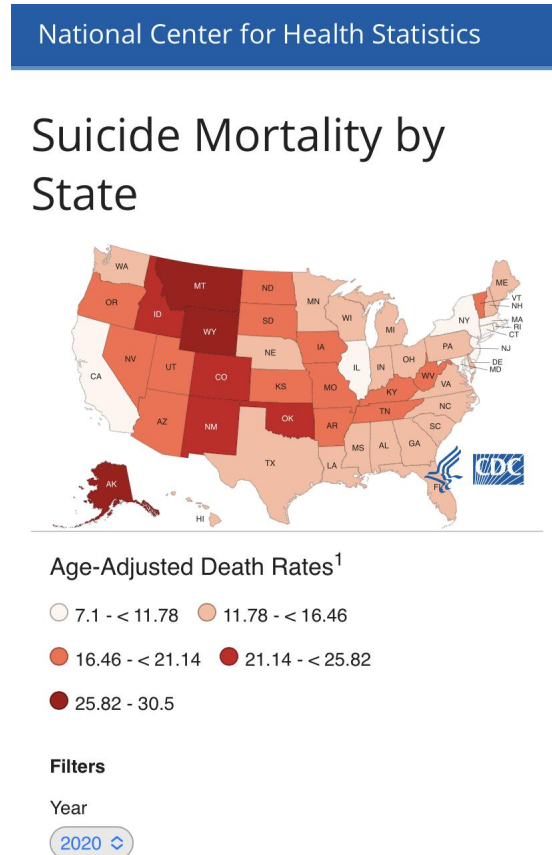 National Center for Health Statistics
Suicide Mortality by
State
WA
MT
ND
MN
ME
VT
NH
OR
ID
SD
WI
NY
MA
RI
CT
WY
MI
IA
PA
NJ
NE
OH
DE
MD
NV
UT
CO
IL
IN
WV
VA
CA
KS
MO
KY
NC
AZ
NM
OK
AR
TN
SC
MS
AL
GA
TX
LA
FL
CDC
AK
HI
Age-Adjusted Death Rates1
7.1 - < 11.78 11.78 - < 16.46
16.46 - < 21.14 21.14 - < 25.82
25.82 - 30.5
Filters
Year
2020